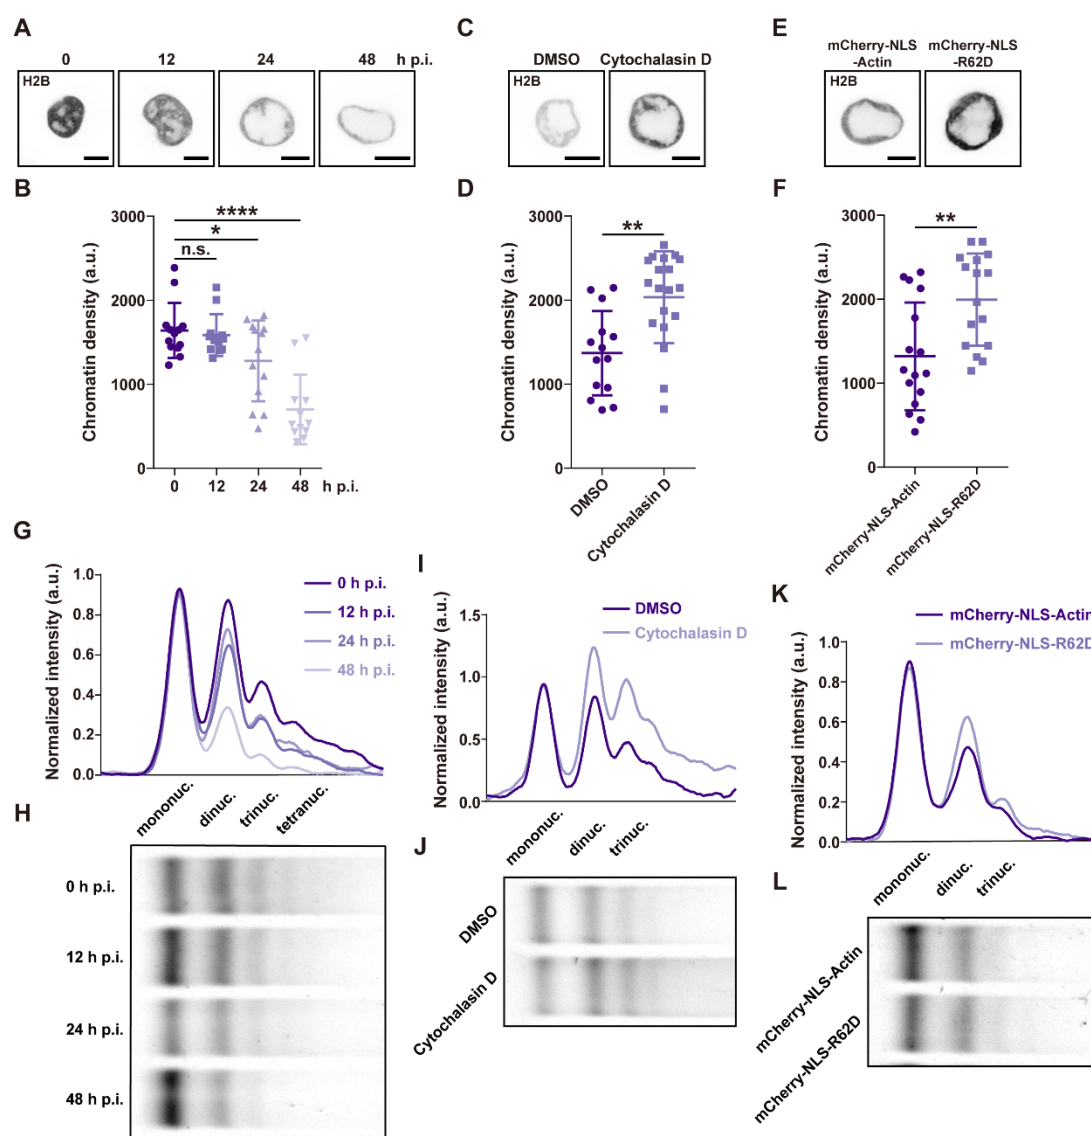 A
0 12 24 48 h p.i.
H2B
C
DMSO Cytochalasin D
H2B
E
mCherry-NLS
-Actin
mCherry-NLS
-R62D
H2B
B
Chromatin density (a.u.)
3000
2000
1000
0
****
*
n.s.
0 12 24 48 h p.i.
D
Chromatin density (a.u.)
3000
2000
1000
0
**
DMSO
Cytochalasin D
F
Chromatin density (a.u.)
3000
2000
1000
0
**
mCherry-NLS-Actin
mCherry-NLS-R62D
G
Normalized intensity (a.u.)
1.0
0.8
0.6
0.4
0.2
0.0
0 h p.i.
12 h p.i.
24 h p.i.
48 h p.i.
mononuc.
dinuc.
trinuc.
tetranuc.
I
Normalized intensity (a.u.)
1.5
1.0
0.5
0.0
DMSO
Cytochalasin D
mononuc.
dinuc.
trinuc.
K
Normalized intensity (a.u.)
1.0
0.8
0.6
0.4
0.2
0.0
mCherry-NLS-Actin
mCherry-NLS-R62D
mononuc.
dinuc.
trinuc.
H
0 h p.i.
12 h p.i.
24 h p.i.
48 h p.i.
J
DMSO
Cytochalasin D
L
mCherry-NLS-Actin
mCherry-NLS-R62D